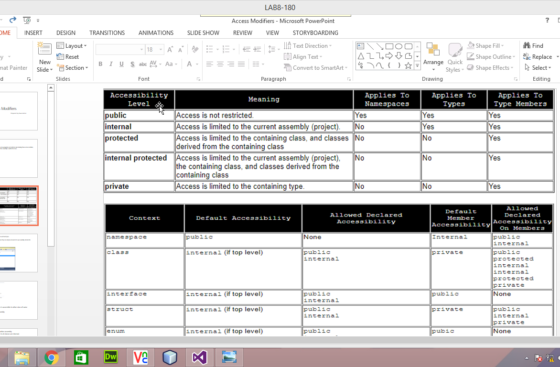 LAB8-180
Access Modifiers - Microsoft PowerPoint
OME INSERT DESIGN TRANSITIONS ANIMATIONS SLIDE SHOW REVIEW VIEW STORYBOARDING
Layout
Reset
Section
New Slide
mat Painter
Text Direction
Align Text
Convert to SmartArt
Arrange
Quick Styles
Shape Fill
Shape Outline
Shape Effects
Find
Replace
Select
Slides Font Paragraph Drawing Editing
Accessibility Level Meaning Applies To Namespaces Applies To Types Applies To Type Members
public Access is not restricted. Yes Yes Yes
internal Access is limited to the current assembly (project). No Yes Yes
protected Access is limited to the containing class, and classes derived from the containing class No No Yes
internal protected Access is limited to the current assembly (project), the containing class, and classes derived from the containing class No No Yes
private Access is limited to the containing type. No No Yes
Context Default Accessibility Allowed Declared Accessibility Default Member Accessibility Allowed Declared Accessibility On Members
namespace public None Internal public internal
class internal (if top level) public internal private public protected internal internal protected private
interface internal (if top level) public internal public None
struct internal (if top level) public internal private public internal private
enum internal (if top level) public pubic None
Dw